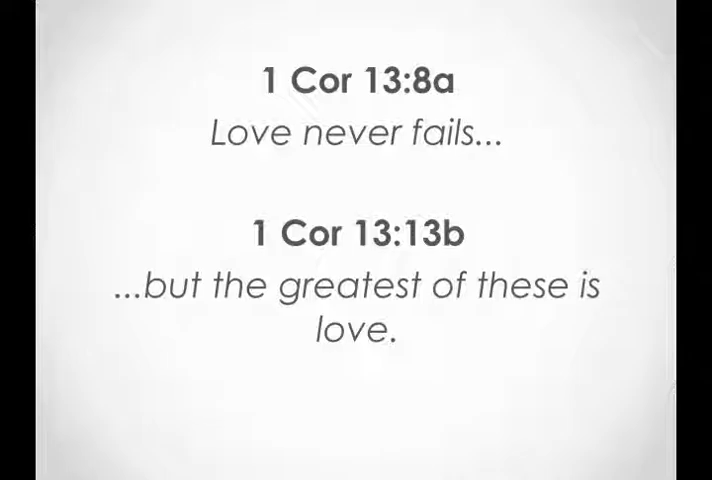 1 Cor 13:8a
Love never fails...
1 Cor 13:13b
...but the greatest of these is
love.